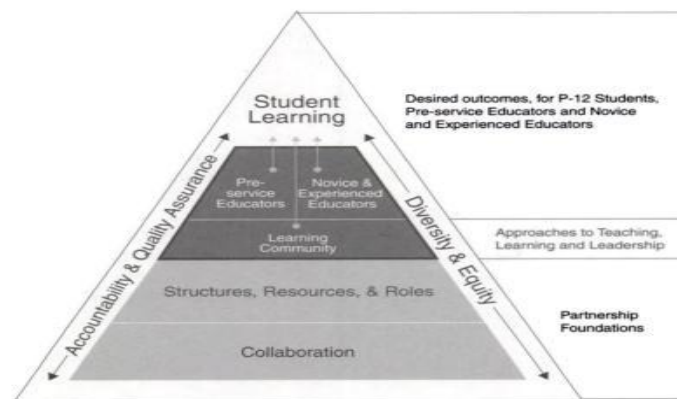 Student
Learning
Desired outcomes, for P-12 Students,
Pre-service Educators and Novice
and Experienced Educators
Accountability & Quality Assurance
Diversity & Equity
Pre-
service
Educators
Novice &
Experienced
Educators
Learning
Community
Approaches to Teaching,
Learning and Leadership
Structures, Resources, & Roles
Partnership
Foundations
Collaboration